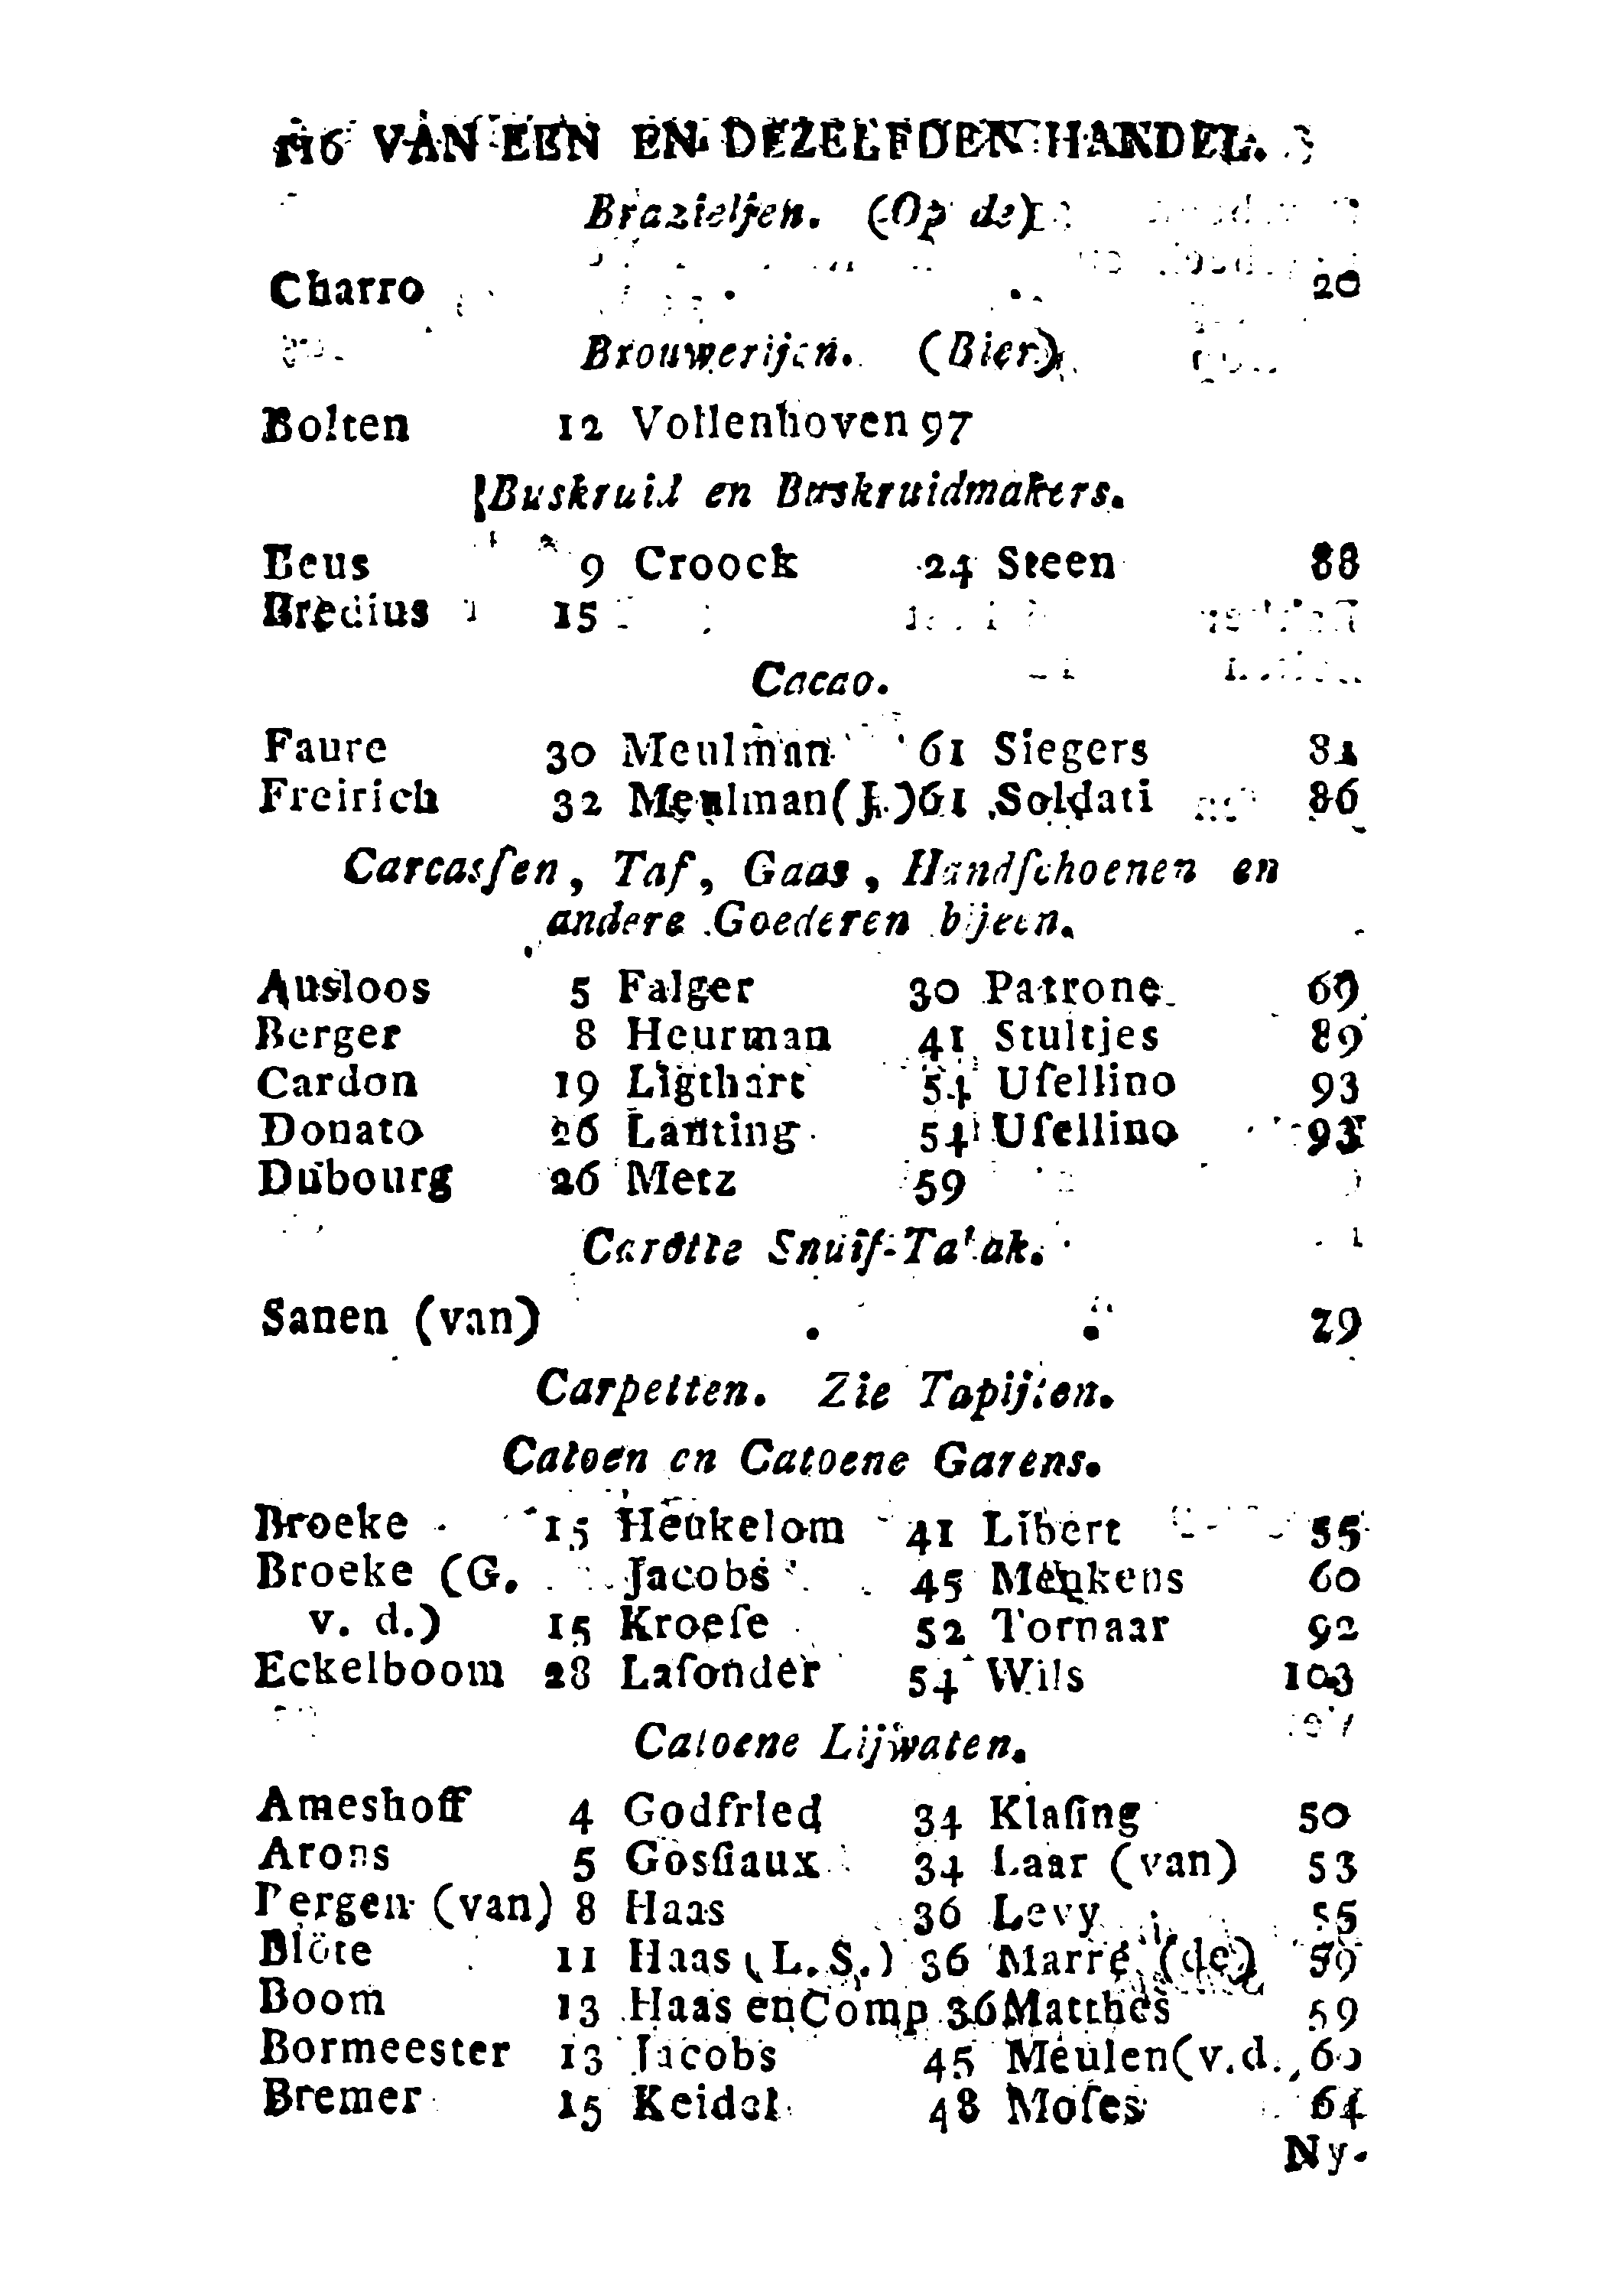 116 VAN EEN EN DEZELFDEN HANDEL.
Brazieljen. (Op de)
Charro . . 20
Brouwerijen. (Bier)
Bolten 12 Vollenhoven 97
Buskruid en Buskruidmakers.
Beus 9 Croock 24 Steen 88
Bredius 15
Cacao.
Faure 30 Meulman 61 Siegers 81
Freirich 32 Meulman (J.) 61 Soldati 86
Carcasſen, Taf, Gaas, Handſchoenen en
andere Goederen bijeen.
Ausloos 5 Falger 30 Patrone 69
Berger 8 Heurman 41 Stultjes 89
Cardon 19 Ligthart 54 Uſellino 93
Donato 26 Lanting 54 Uſellino 93
Dubourg 26 Metz 59
Carotte Snuif-Tabak.
Sanen (van) . . 79
Carpetten. Zie Tapijten.
Catoen en Catoene Garens.
Broeke 15 Heukelom 41 Libert 55
Broeke (G. Jacobs 45 Menkens 60
v. d.) 15 Kroeſe 52 Tornaar 92
Eckelboom 28 Laſonder 54 Wils 103
Catoene Lijwaten.
Ameshoff 4 Godfried 34 Klaſing 50
Arons 5 Gosſiaux 34 Laar (van) 53
Bergen (van) 8 Haas 36 Levy 55
Blöte 11 Haas (L. S.) 36 Marré (de) 59
Boom 13 Haas en Comp 36 Matthes 59
Bormeester 13 Jacobs 45 Meulen (v.d.) 60
Bremer 15 Keidel 48 Moſes 64
Ny-